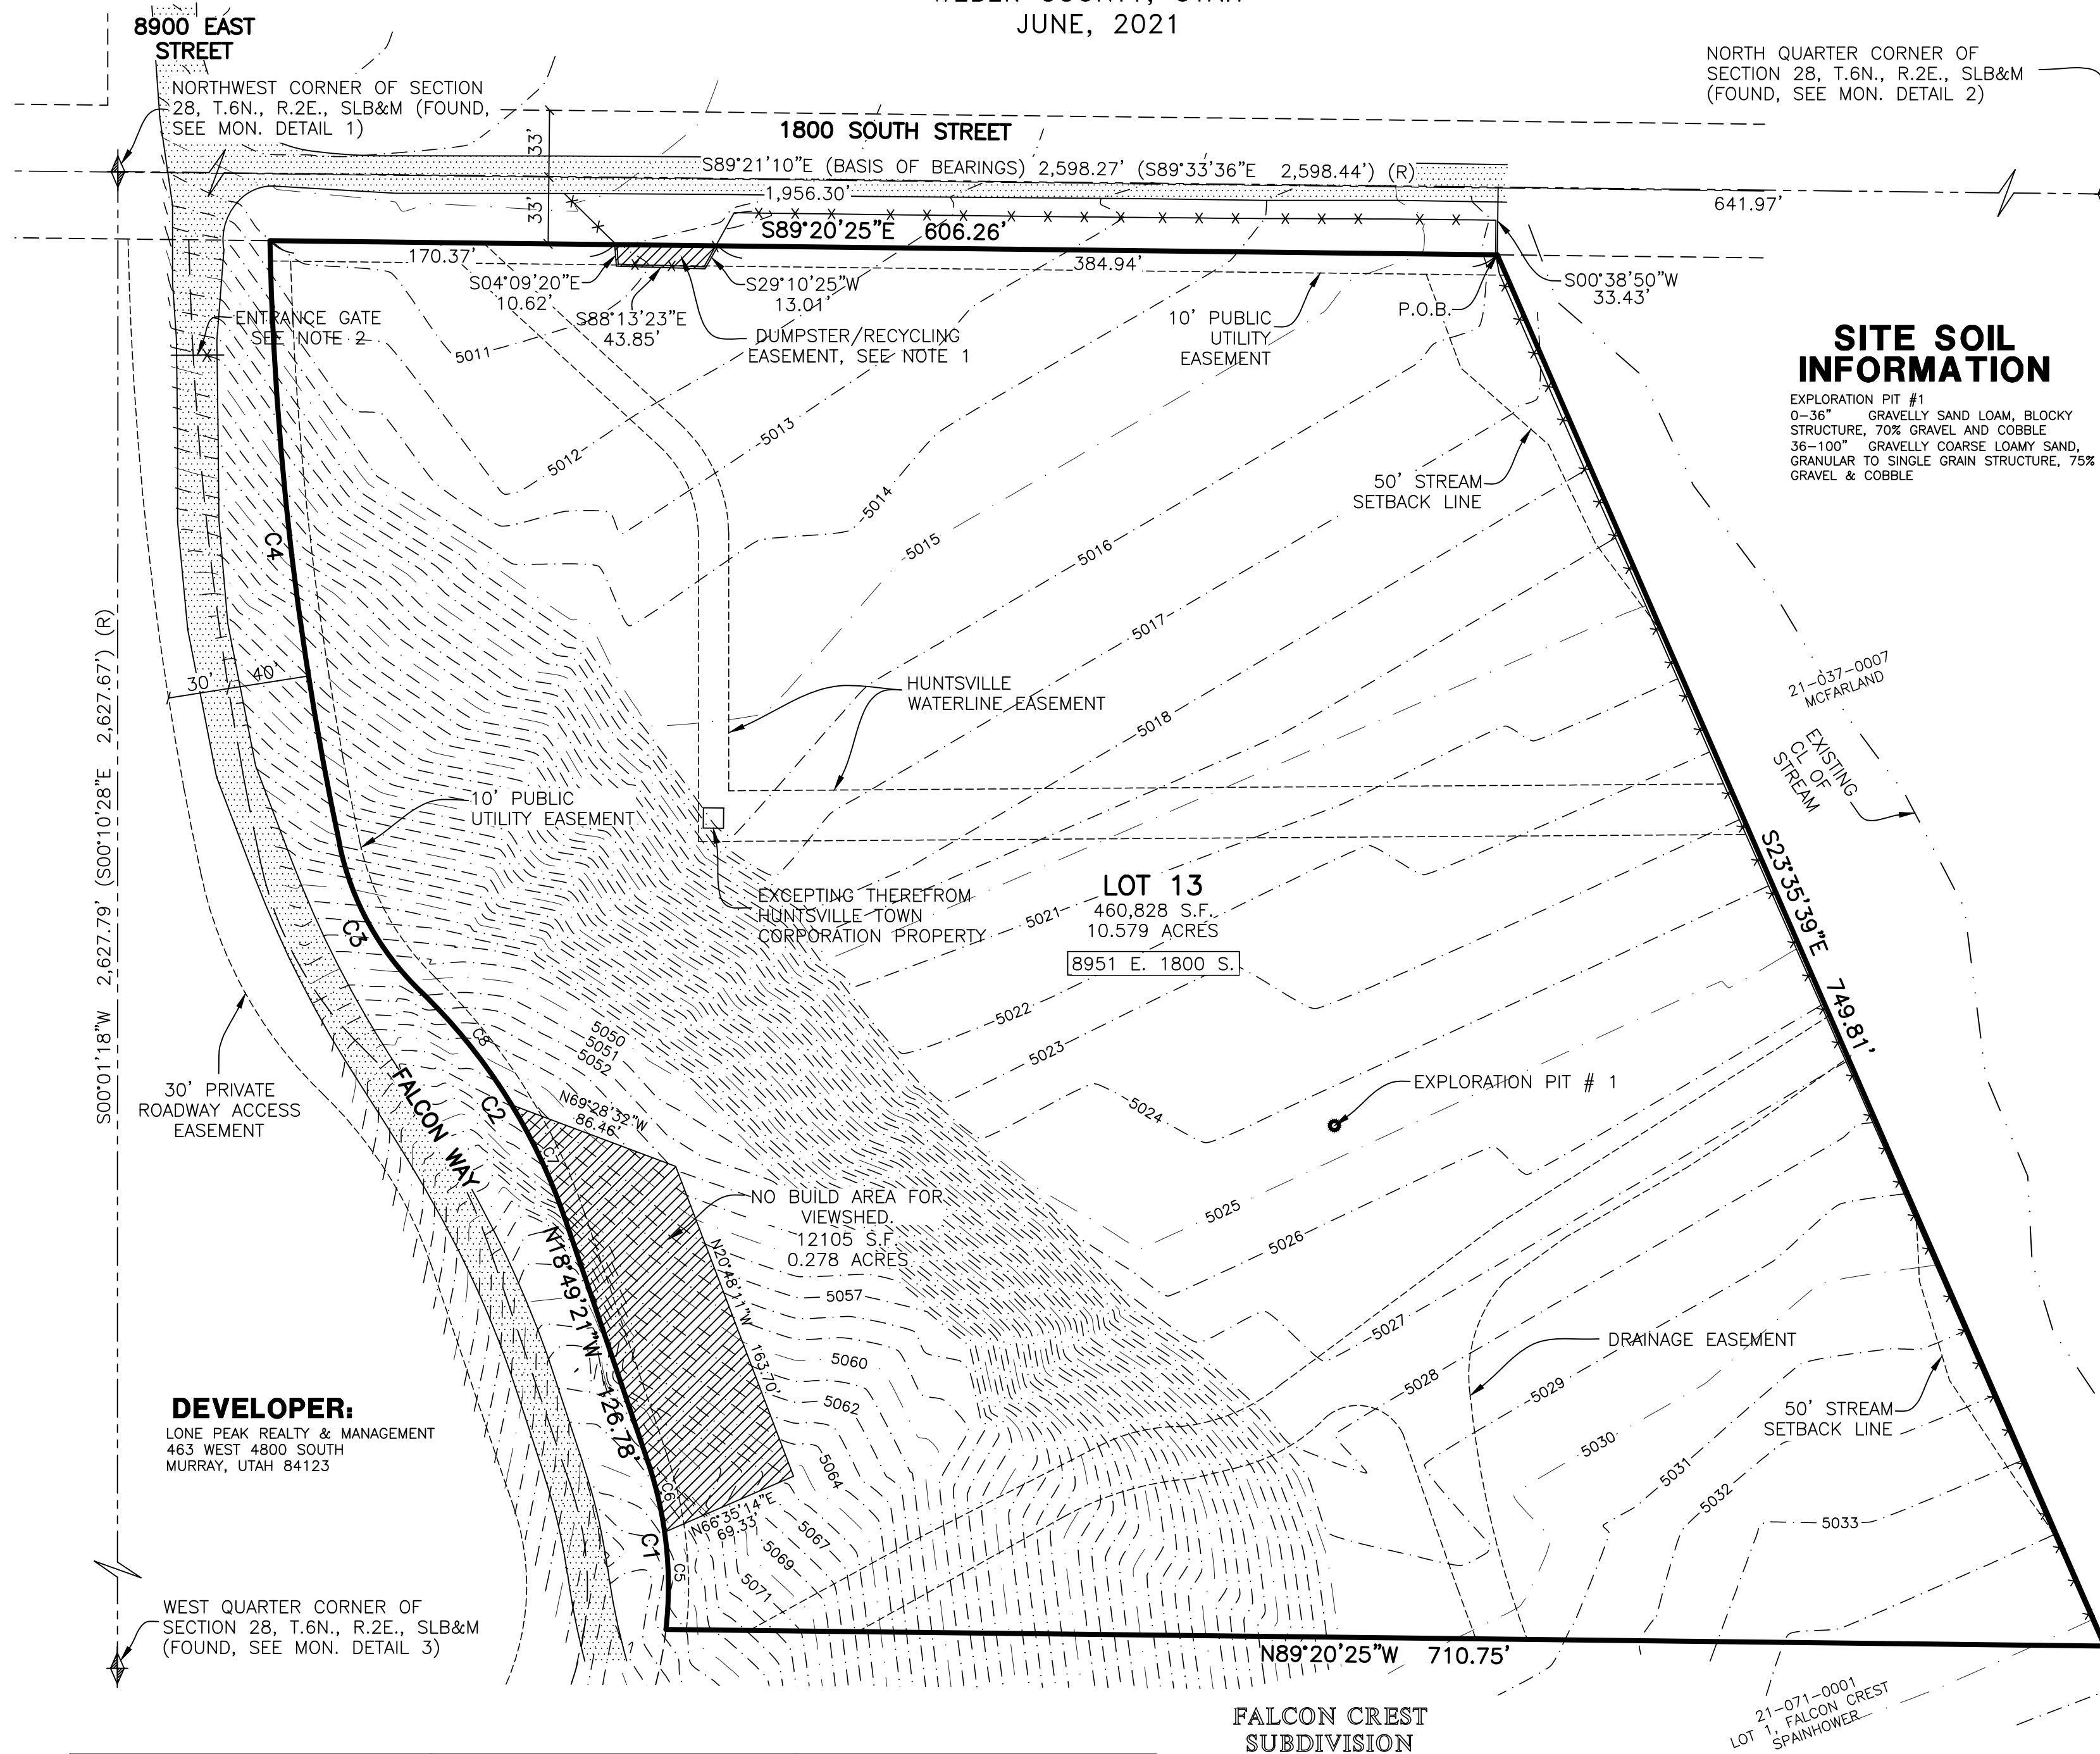 JUNE, 2021
8900 EAST
STREET
NORTHWEST CORNER OF SECTION
28, T.6N., R.2E., SLB&M (FOUND,
SEE MON. DETAIL 1)
NORTH QUARTER CORNER OF
SECTION 28, T.6N., R.2E., SLB&M
(FOUND, SEE MON. DETAIL 2)
33'
33'
1800 SOUTH STREET
S89°21'10"E (BASIS OF BEARINGS) 2,598.27' (S89°33'36"E 2,598.44') (R)
1,956.30'
641.97'
S89°20'25"E 606.26'
170.37'
384.94'
S04°09'20"E
10.62'
S88°13'23"E
43.85'
S29°10'25"W
13.01'
S00°38'50"W
33.43'
P.O.B.
ENTRANCE GATE
SEE NOTE 2
DUMPSTER/RECYCLING
EASEMENT, SEE NOTE 1
10' PUBLIC
UTILITY
EASEMENT
SITE SOIL
INFORMATION
EXPLORATION PIT #1
0-36" GRAVELLY SAND LOAM, BLOCKY
STRUCTURE, 70% GRAVEL AND COBBLE
36-100" GRAVELLY COARSE LOAMY SAND,
GRANULAR TO SINGLE GRAIN STRUCTURE, 75%
GRAVEL & COBBLE
5011
5012
5013
5014
5015
5016
5017
5018
50' STREAM
SETBACK LINE
C4
30'
40'
HUNTSVILLE
WATERLINE EASEMENT
21-037-0007
MCFARLAND
EXISTING
CL OF
STREAM
S00°01'18"W 2,627.79' (S00°10'28"E 2,627.67') (R)
10' PUBLIC
UTILITY EASEMENT
EXCEPTING THEREFROM
HUNTSVILLE TOWN
CORPORATION PROPERTY
LOT 13
460,828 S.F.
10.579 ACRES
8951 E. 1800 S.
S23°35'39"E 749.81'
C3
5021
5022
5023
5024
5025
5026
5027
5028
5029
5030
5031
5032
5033
C8
5050
5051
5052
30' PRIVATE
ROADWAY ACCESS
EASEMENT
FALCON WAY
C2
N69°28'32"W
86.46'
C7
EXPLORATION PIT # 1
NO BUILD AREA FOR
VIEWSHED.
12105 S.F.
0.278 ACRES
N18°49'21"W 126.78'
N20°48'11"W 163.70'
5057
5060
5062
5064
5067
5069
5071
DRAINAGE EASEMENT
50' STREAM
SETBACK LINE
DEVELOPER:
LONE PEAK REALTY & MANAGEMENT
463 WEST 4800 SOUTH
MURRAY, UTAH 84123
C6
N66°35'14"E
69.33'
C1
C5
WEST QUARTER CORNER OF
SECTION 28, T.6N., R.2E., SLB&M
(FOUND, SEE MON. DETAIL 3)
N89°20'25"W 710.75'
21-071-0001
LOT 1, FALCON CREST
SPAINHOWER
FALCON CREST
SUBDIVISION